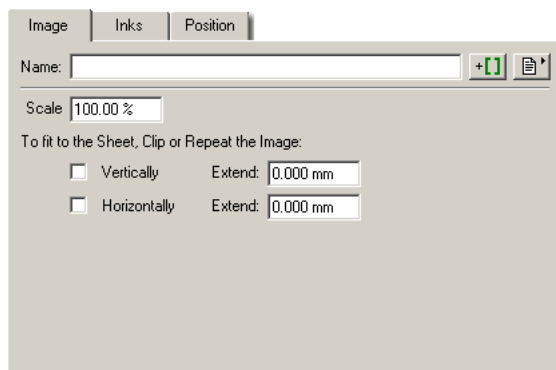 Image Inks Position
Name: +[]
Scale 100.00 %
To fit to the Sheet, Clip or Repeat the Image:
Vertically Extend: 0.000 mm
Horizontally Extend: 0.000 mm